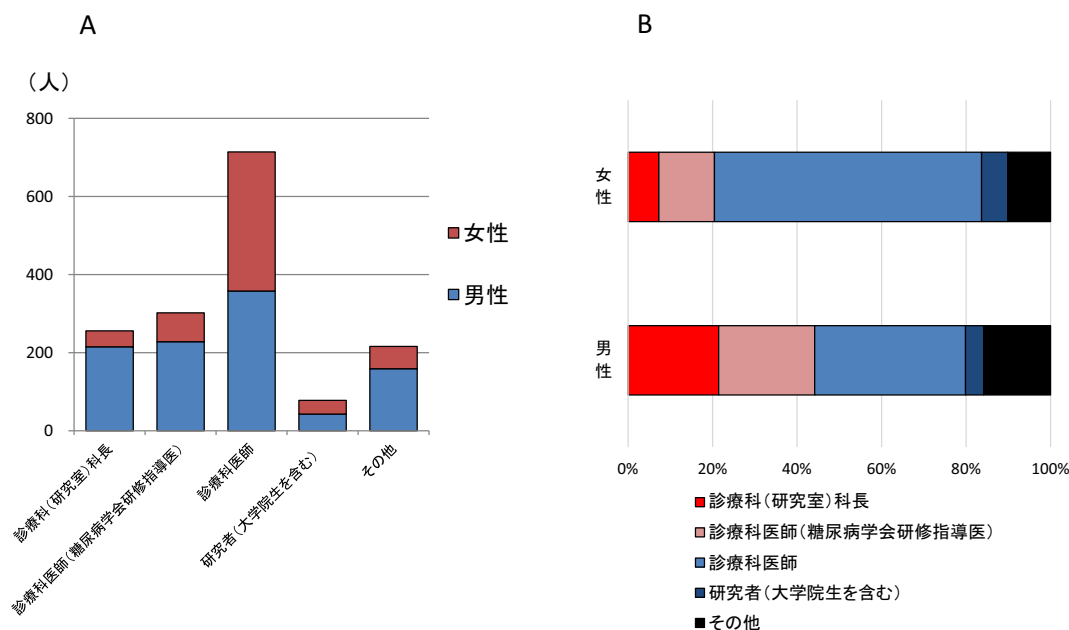 A
B
（人）
800
600
400
200
0
女性
男性
診療科（研究室）科長
診療科医師（糖尿病学会研修指導医）
診療科医師
研究者（大学院生を含む）
その他
女性
男性
0%
20%
40%
60%
80%
100%
診療科（研究室）科長
診療科医師（糖尿病学会研修指導医）
診療科医師
研究者（大学院生を含む）
その他